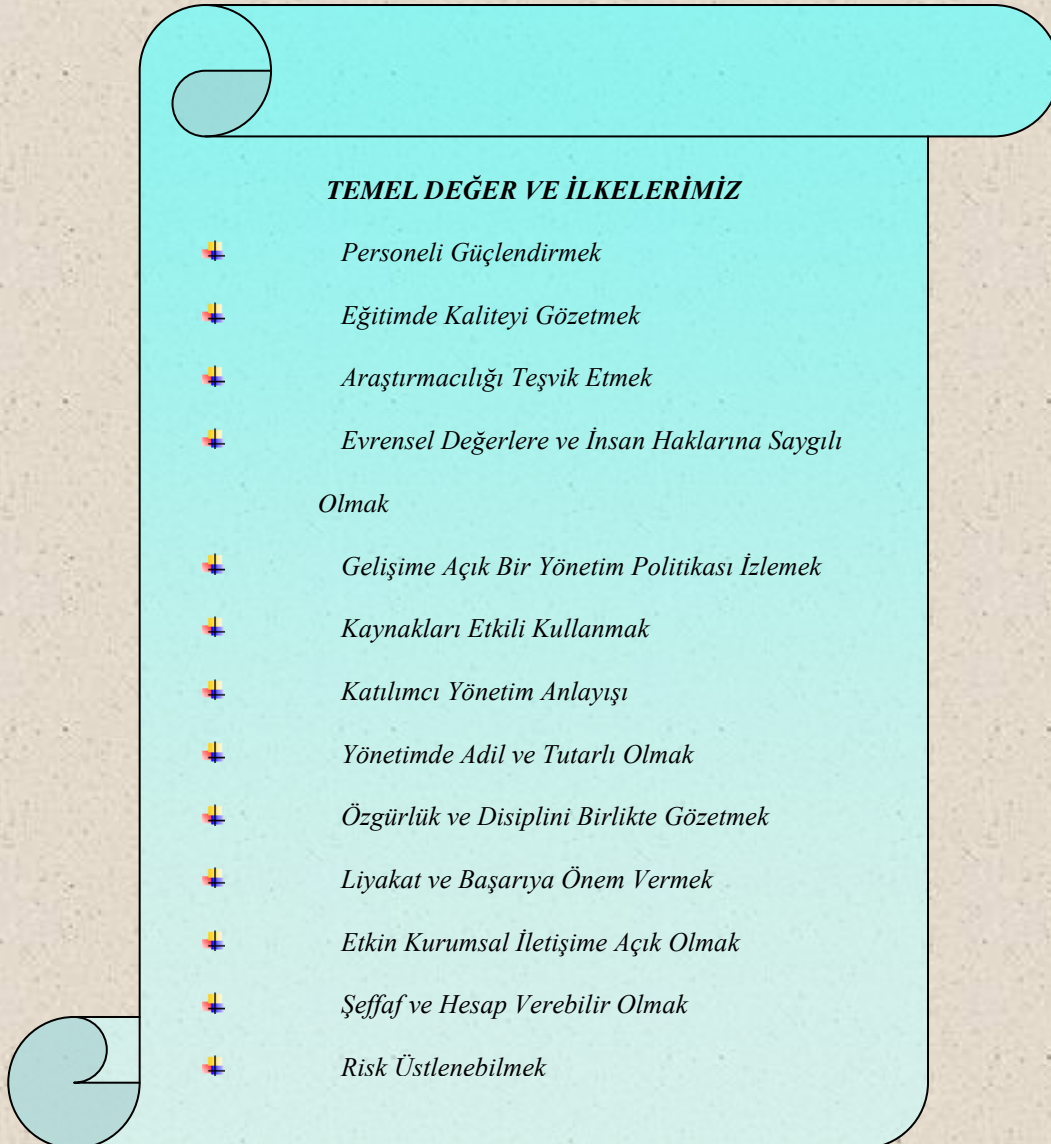 TEMEL DEĞER VE İLKELERİMİZ
Personeli Güçlendirmek
Eğitimde Kaliteyi Gözetmek
Araştırmacılığı Teşvik Etmek
Evrensel Değerlere ve İnsan Haklarına Saygılı
Olmak
Gelişime Açık Bir Yönetim Politikası İzlemek
Kaynakları Etkili Kullanmak
Katılımcı Yönetim Anlayışı
Yönetimde Adil ve Tutarlı Olmak
Özgürlük ve Disiplini Birlikte Gözetmek
Liyakat ve Başarıya Önem Vermek
Etkin Kurumsal İletişime Açık Olmak
Şeffaf ve Hesap Verebilir Olmak
Risk Üstlenebilmek